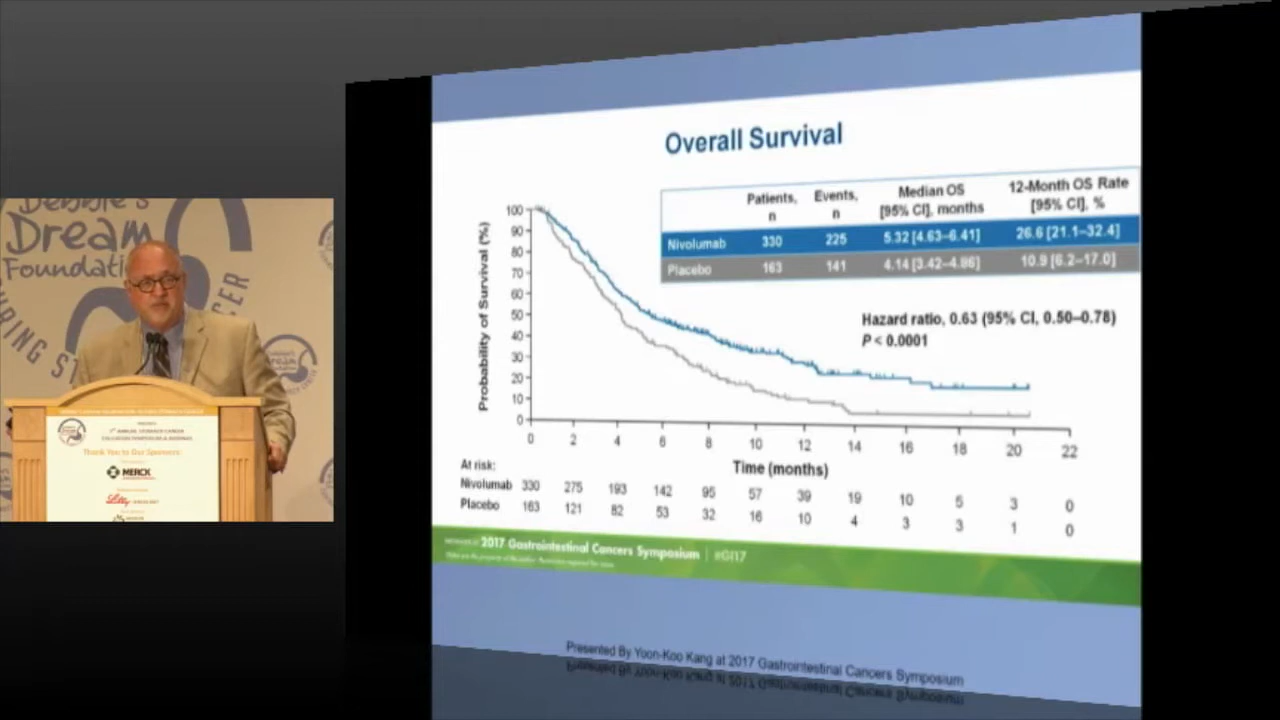 Debbie's
Dream
Foundation
CURING STOMACH CANCER
Dream
Thank You to Our Sponsors:
MERCK
Lilly
Overall Survival
Patients, n Events, n Median OS [95% CI], months 12-Month OS Rate [95% CI], %
Nivolumab 330 225 5.32 [4.63–6.41] 26.6 [21.1–32.4]
Placebo 163 141 4.14 [3.42–4.86] 10.9 [6.2–17.0]
Hazard ratio, 0.63 (95% CI, 0.50–0.78)
P < 0.0001
Probability of Survival (%)
100
90
80
70
60
50
40
30
20
10
0
0 2 4 6 8 10 12 14 16 18 20 22
Time (months)
At risk:
Nivolumab 330 275 193 142 95 57 39 19 10 5 3 0
Placebo 163 121 82 53 32 16 10 4 3 3 1 0
2017 Gastrointestinal Cancers Symposium | #GI17
Presented By Yoon-Koo Kang at 2017 Gastrointestinal Cancers Symposium